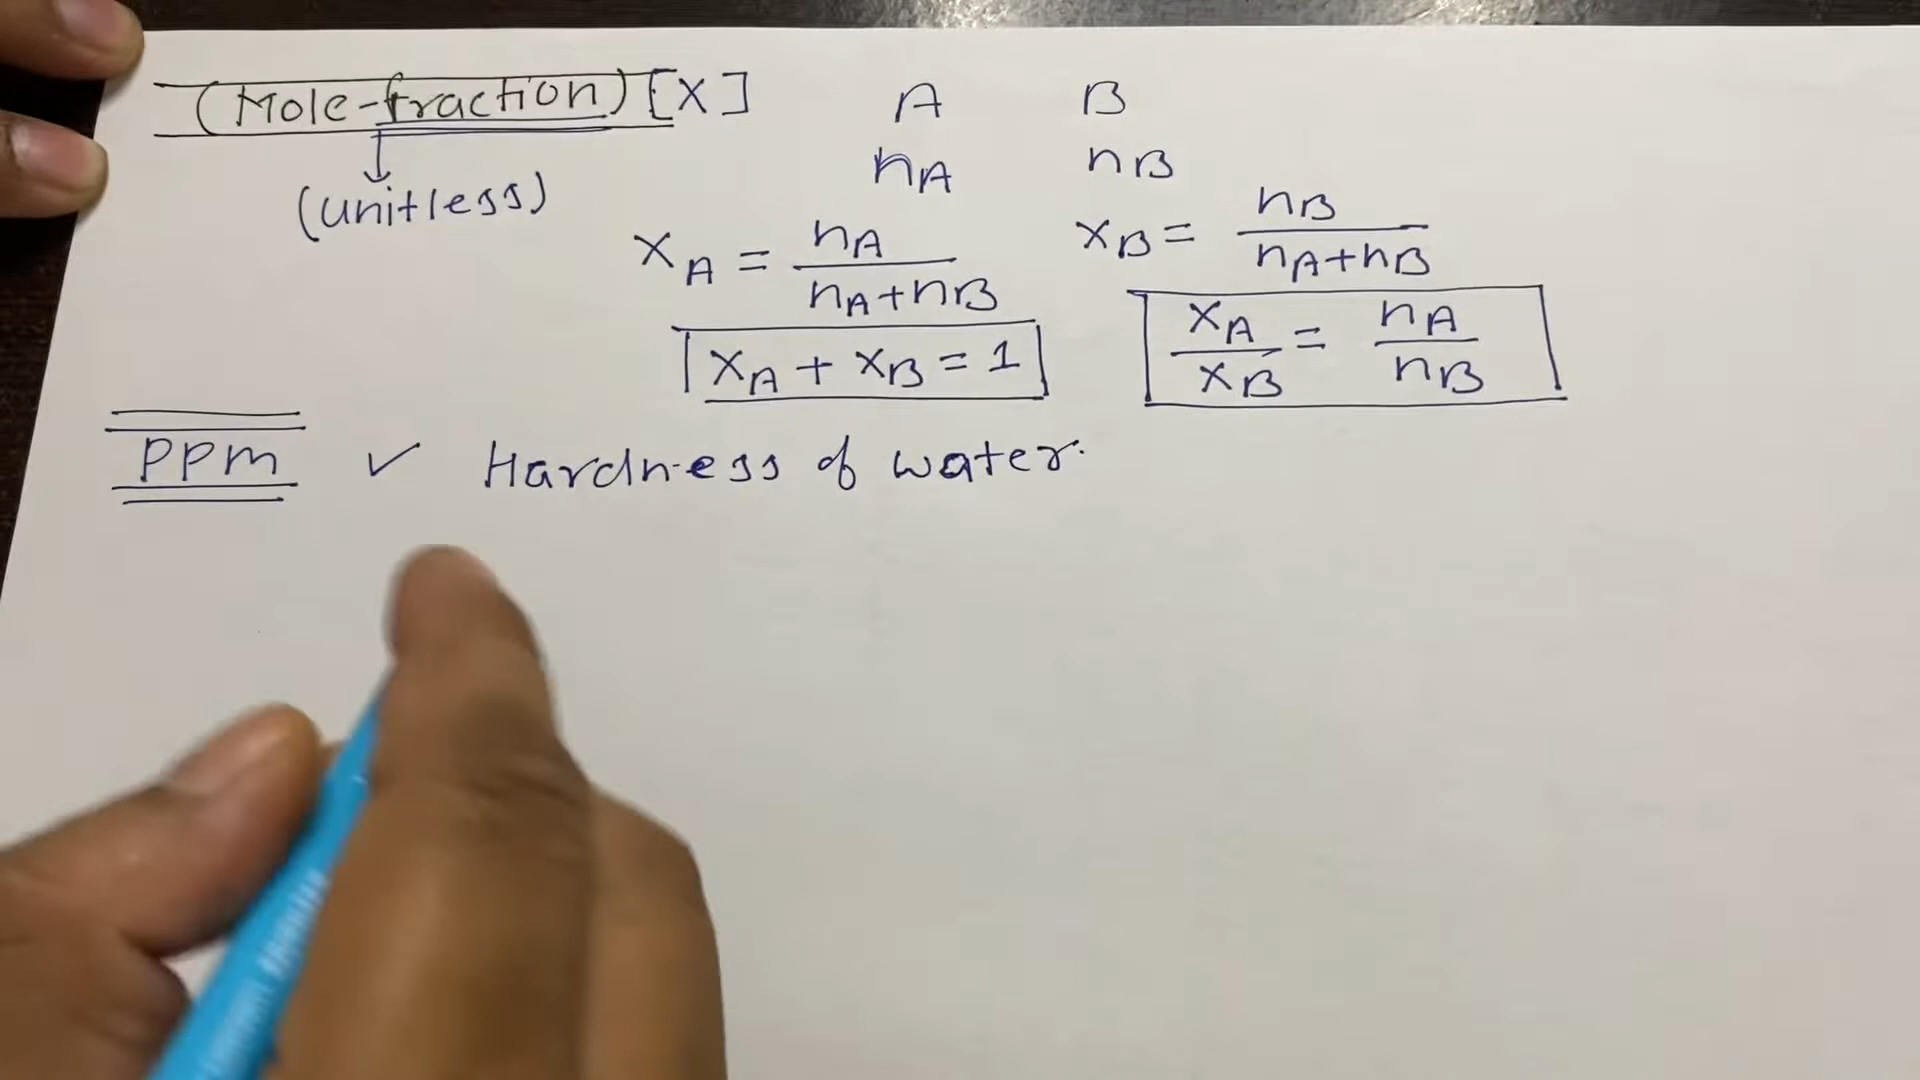 (Mole-fraction) [X] A B
(unitless) nA nB
xA = nA / nA+nB xB = nB / nA+nB
xA + xB = 1 xA / xB = nA / nB
PPM ✓ Hardness of water.